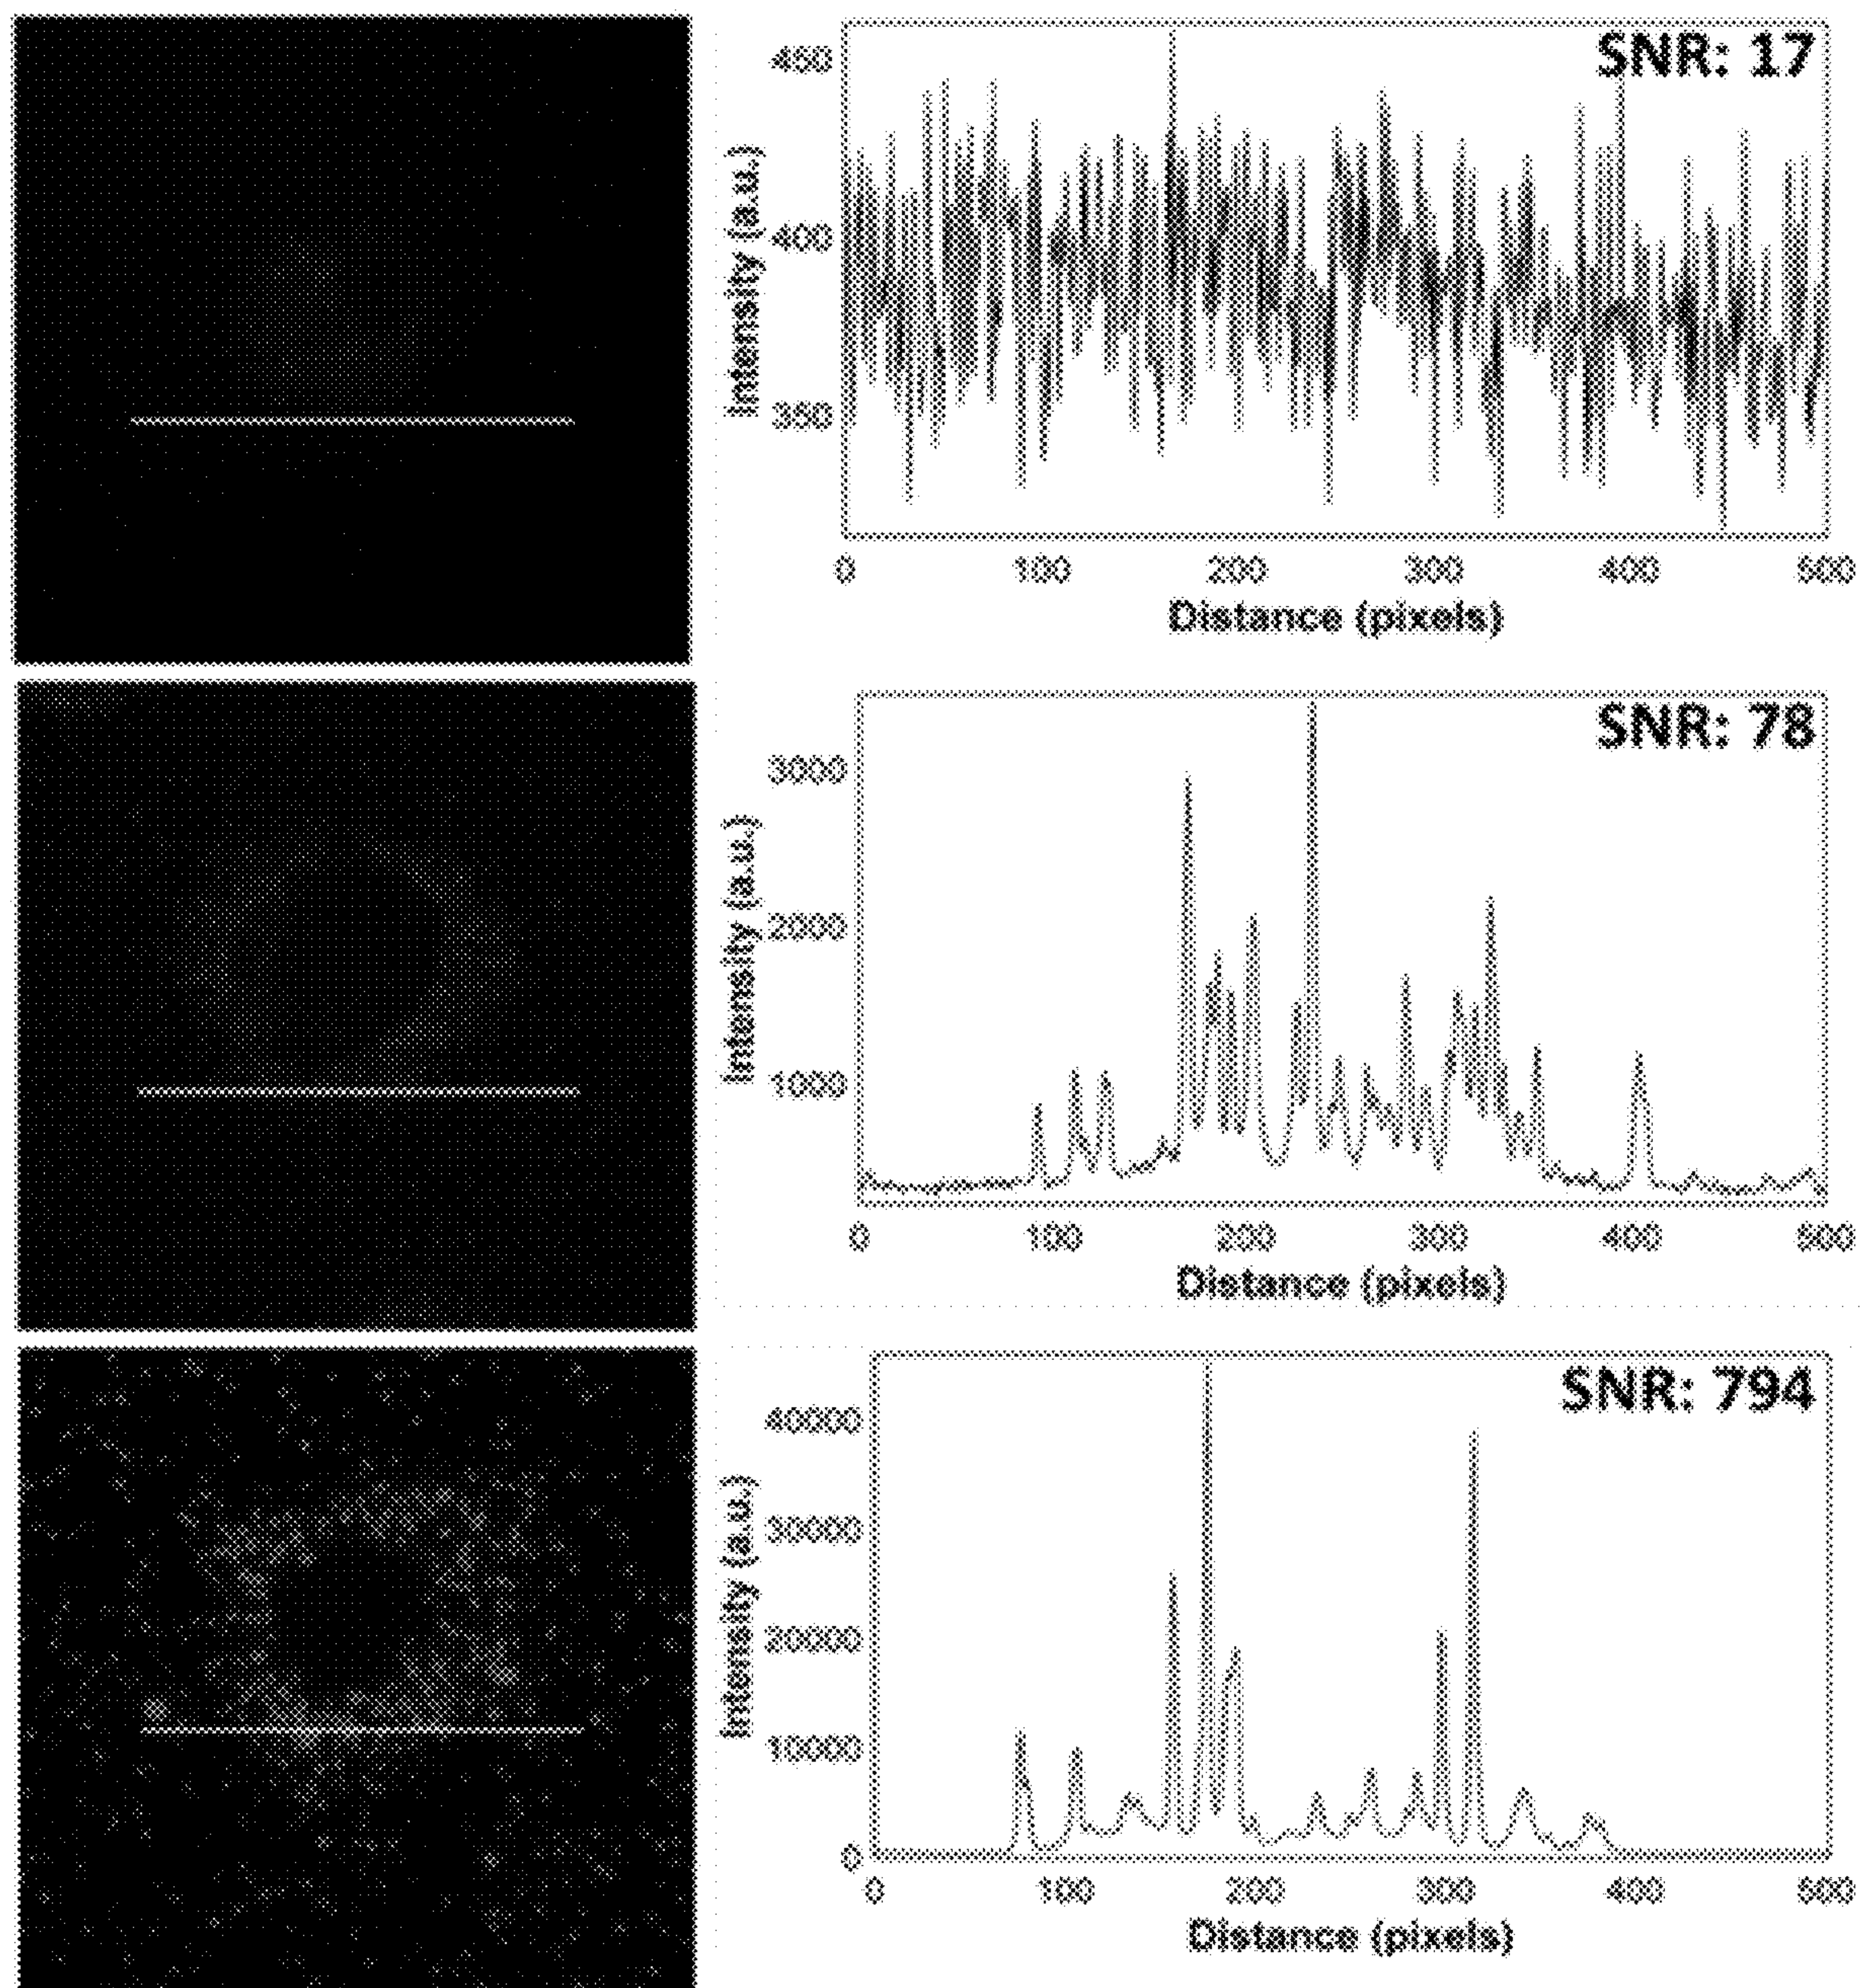 SNR: 17
450
400
350
Intensity (a.u.)
0 100 200 300 400 500
Distance (pixels)
SNR: 78
3000
2000
1000
Intensity (a.u.)
0 100 200 300 400 500
Distance (pixels)
SNR: 794
40000
30000
20000
10000
0
Intensity (a.u.)
0 100 200 300 400 500
Distance (pixels)